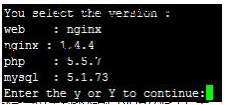 You select the version :
web : nginx
nginx : 1.4.4
php : 5.5.7
mysql : 5.1.73
Enter the y or Y to continue: